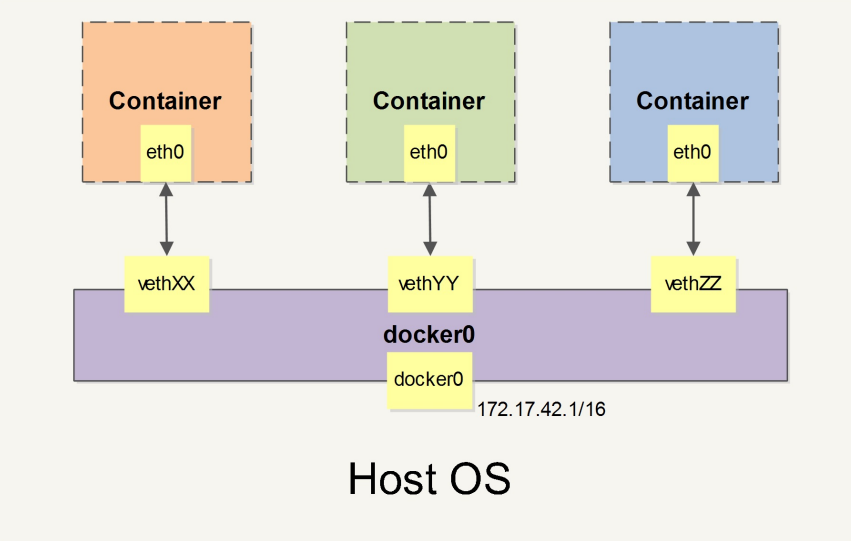 Container
Container
Container
eth0
eth0
eth0
vethXX
vethYY
vethZZ
docker0
docker0
172.17.42.1/16
Host OS